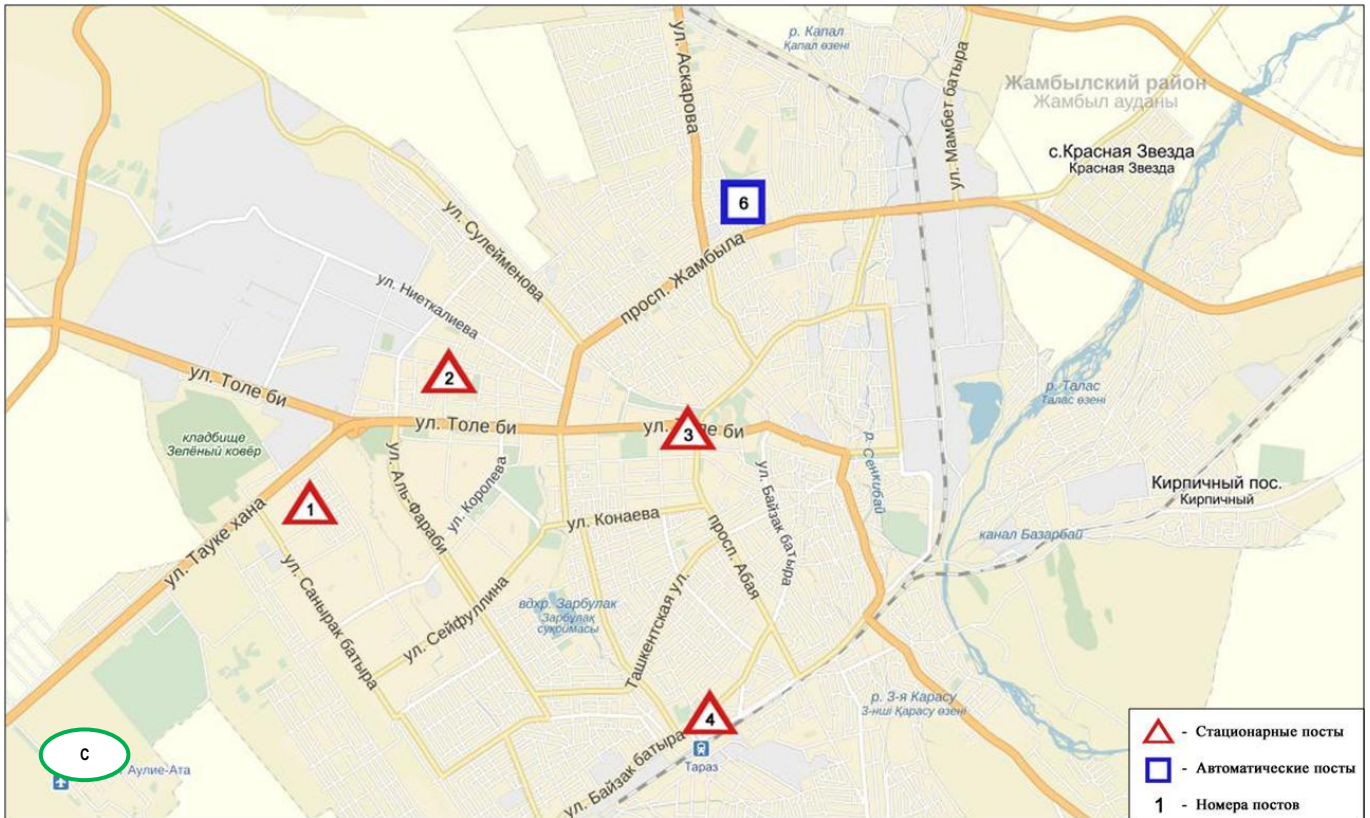 р. Капал
Қапал өзені
ул. Аскарова
ул. Мамбет батыра
Жамбылский район
Жамбыл ауданы
с.Красная Звезда
Красная Звезда
6
ул. Сулейменова
просп. Жамбыла
ул. Ниеткалиева
2
ул. Толе би
ул. Толе би
ул. Толе би
3
р. Талас
Талас өзені
кладбище
Зелёный ковёр
ул. Аль-Фараби
ул. Королева
ул. Байзак батыра
р. Сенкибай
Кирпичный пос.
Кирпичный
1
ул. Тауке хана
ул. Конаева
просп. Абая
канал Базарбай
ул. Санырак батыра
ул. Сейфуллина
вдхр. Зарбулак
Зарбулақ
суқоймасы
Ташкентская ул.
р. 3-я Карасу
3-нші Қарасу өзені
4
Тараз
ул. Байзак батыра
С
Аулие-Ата
- Стационарные посты
- Автоматические посты
1 - Номера постов